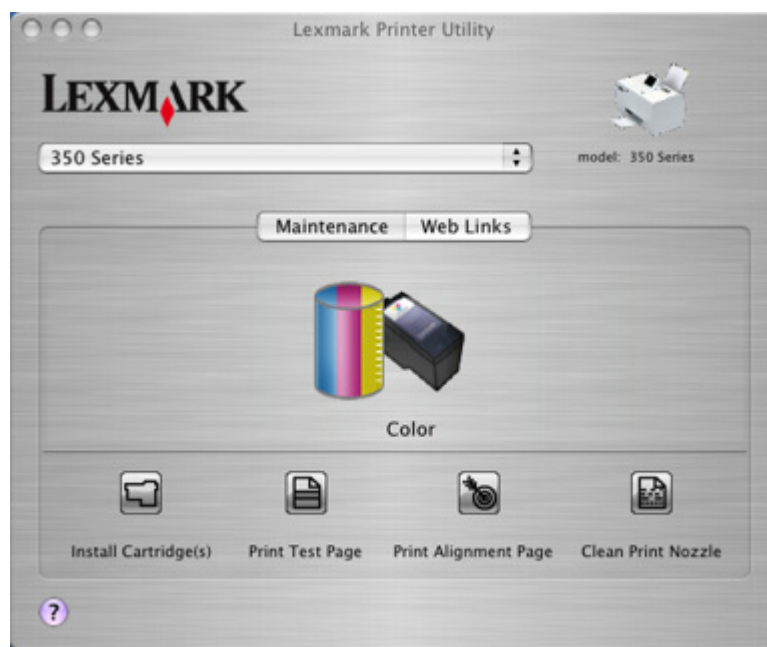 Lexmark Printer Utility
LEXMARK
350 Series
model: 350 Series
Maintenance Web Links
Color
Install Cartridge(s) Print Test Page Print Alignment Page Clean Print Nozzle
?